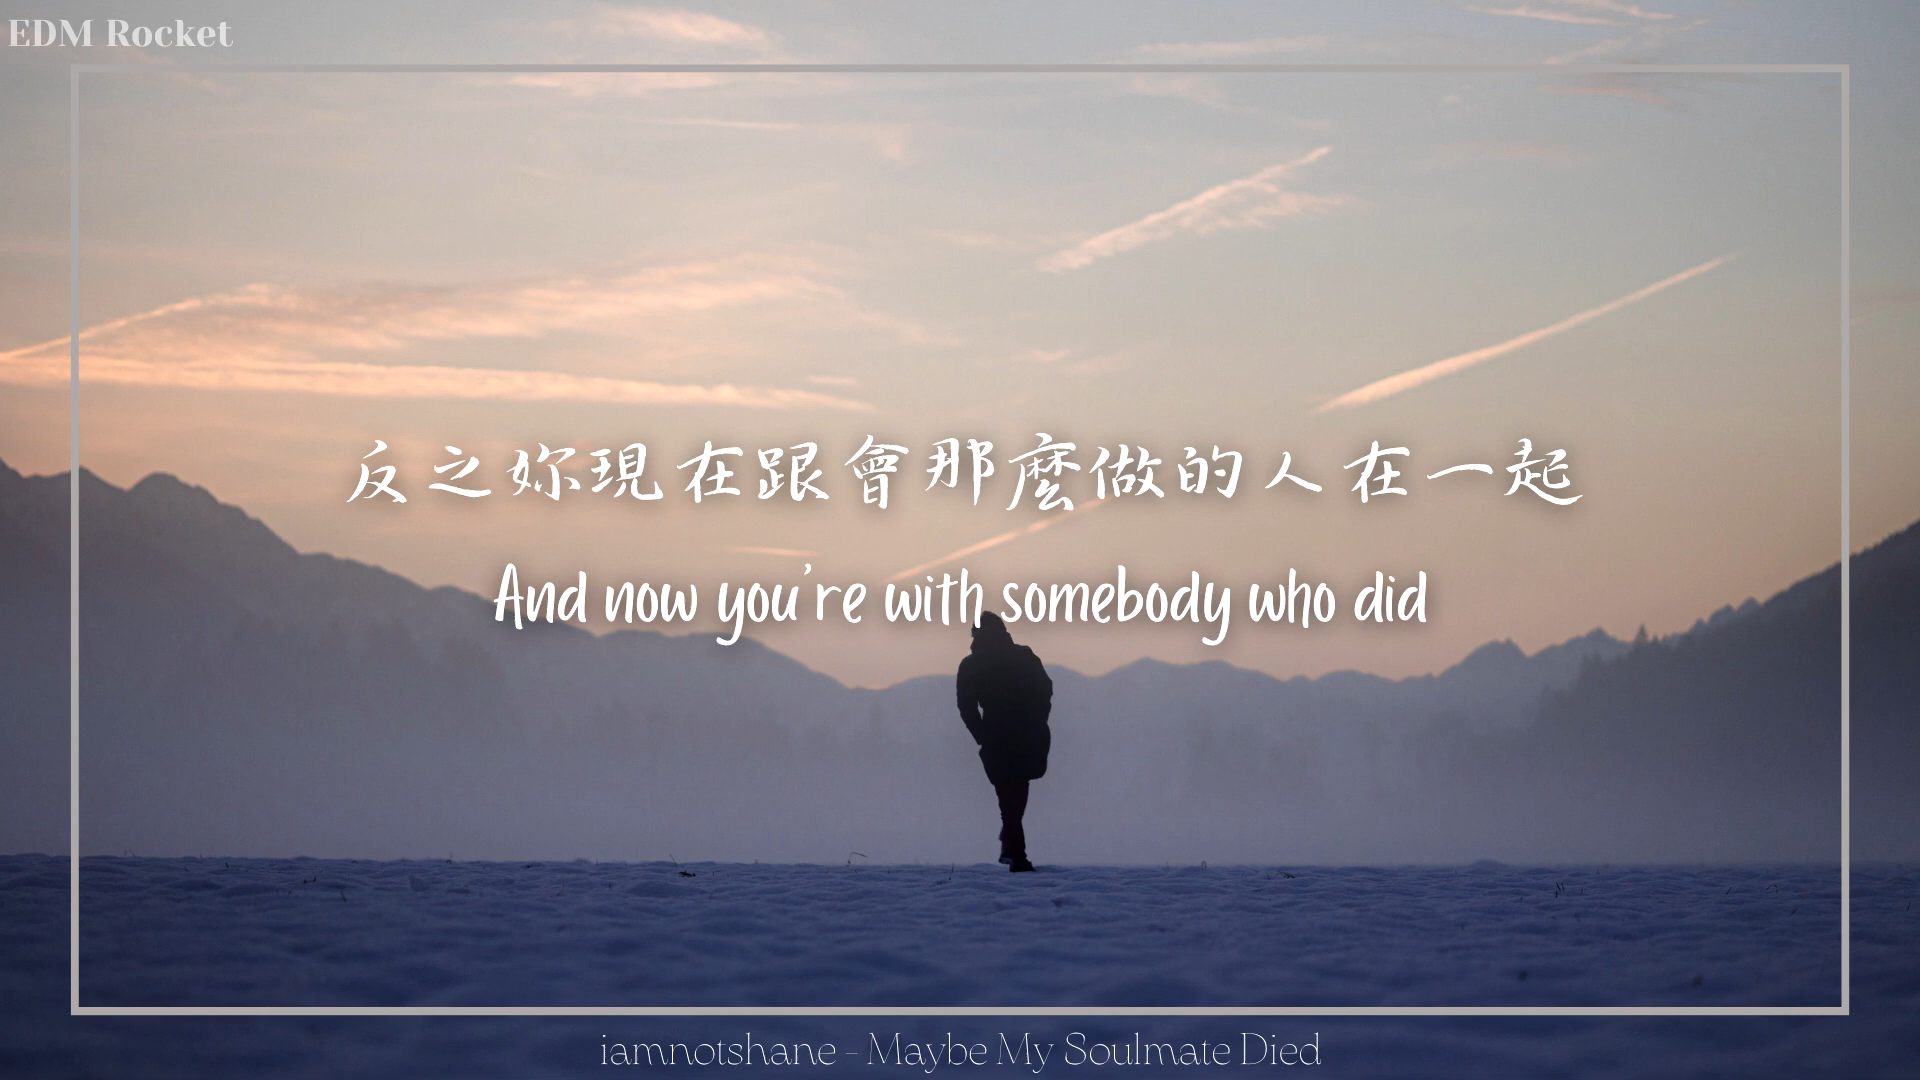 EDM Rocket
反之妳現在跟會那麼做的人在一起
And now you're with somebody who did
iamnotshane - Maybe My Soulmate Died